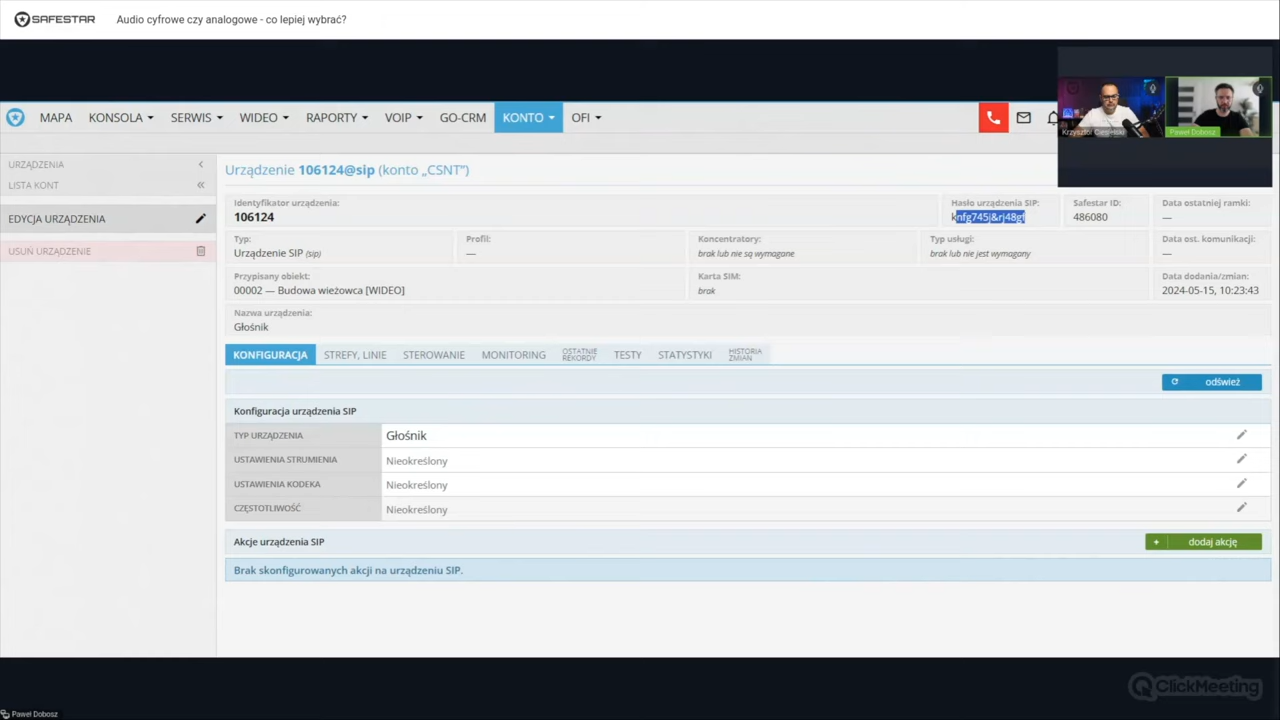 SAFESTAR Audio cyfrowe czy analogowe - co lepiej wybrać?
MAPA KONSOLA SERWIS VIDEO RAPORTY VOIP GO-CRM KONTO OFI
Krzysztof Cieśliński
Paweł Dobosz
URZĄDZENIA
LISTA KONT
EDYCJA URZĄDZENIA
USUŃ URZĄDZENIE
Urządzenie 106124@sip (konto „CSNT”)
Identyfikator urządzenia: Hasło urządzenia SIP: Safestar ID: Data ostatniej ramki:
106124 knfg745j&rj48gf 486080 —
Typ: Profil: Koncentratory: Typ usługi: Data ost. komunikacji:
Urządzenie SIP (sip) — brak lub nie są wymagane brak lub nie jest wymagany —
Przypisany obiekt: Karta SIM: Data dodania/zmian:
00002 — Budowa wieżowca [WIDEO] brak 2024-05-15, 10:23:43
Nazwa urządzenia:
Głośnik
KONFIGURACJA STREFY, LINIE STEROWANIE MONITORING OSTATNIE REKORDY TESTY STATYSTYKI HISTORIA ZMIAN
odśwież
Konfiguracja urządzenia SIP
TYP URZĄDZENIA Głośnik
USTAWIENIA STRUMIENIA Nieokreślony
USTAWIENIA KODEKA Nieokreślony
CZĘSTOTLIWOŚĆ Nieokreślony
Akcje urządzenia SIP + dodaj akcję
Brak skonfigurowanych akcji na urządzeniu SIP.
ClickMeeting
Paweł Dobosz